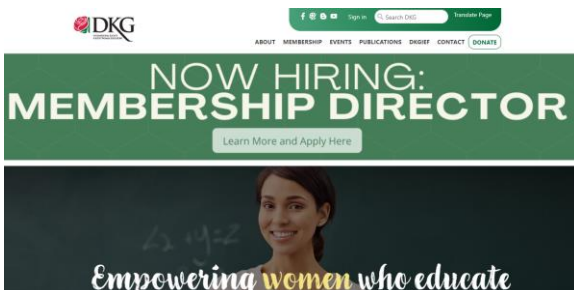 DKG
Sign In
Search DKG
Translate Page
ABOUT MEMBERSHIP EVENTS PUBLICATIONS DKGIEF CONTACT DONATE
NOW HIRING:
MEMBERSHIP DIRECTOR
Learn More and Apply Here
Empowering women who educate